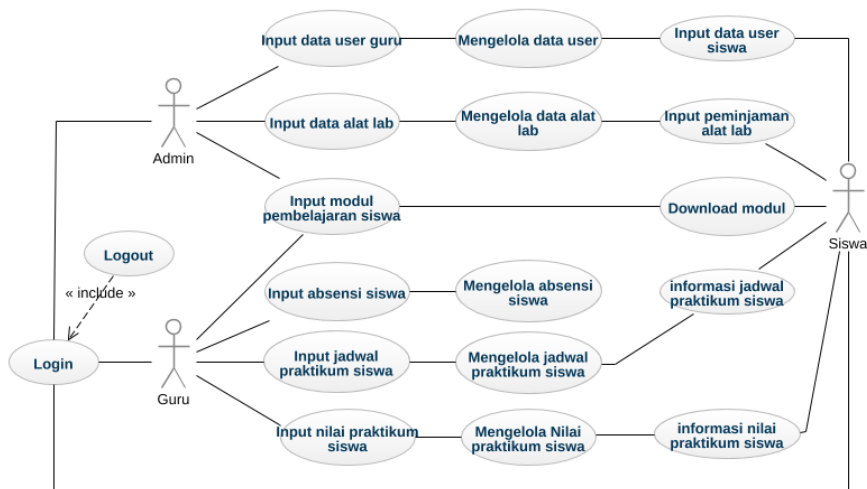 Input data user guru
Mengelola data user
Input data user
siswa
Input data alat lab
Mengelola data alat
lab
Input peminjaman
alat lab
Admin
Input modul
pembelajaran siswa
Download modul
Siswa
Logout
« include »
Input absensi siswa
Mengelola absensi
siswa
informasi jadwal
praktikum siswa
Login
Guru
Input jadwal
praktikum siswa
Mengelola jadwal
praktikum siswa
Input nilai praktikum
siswa
Mengelola Nilai
praktikum siswa
informasi nilai
praktikum siswa